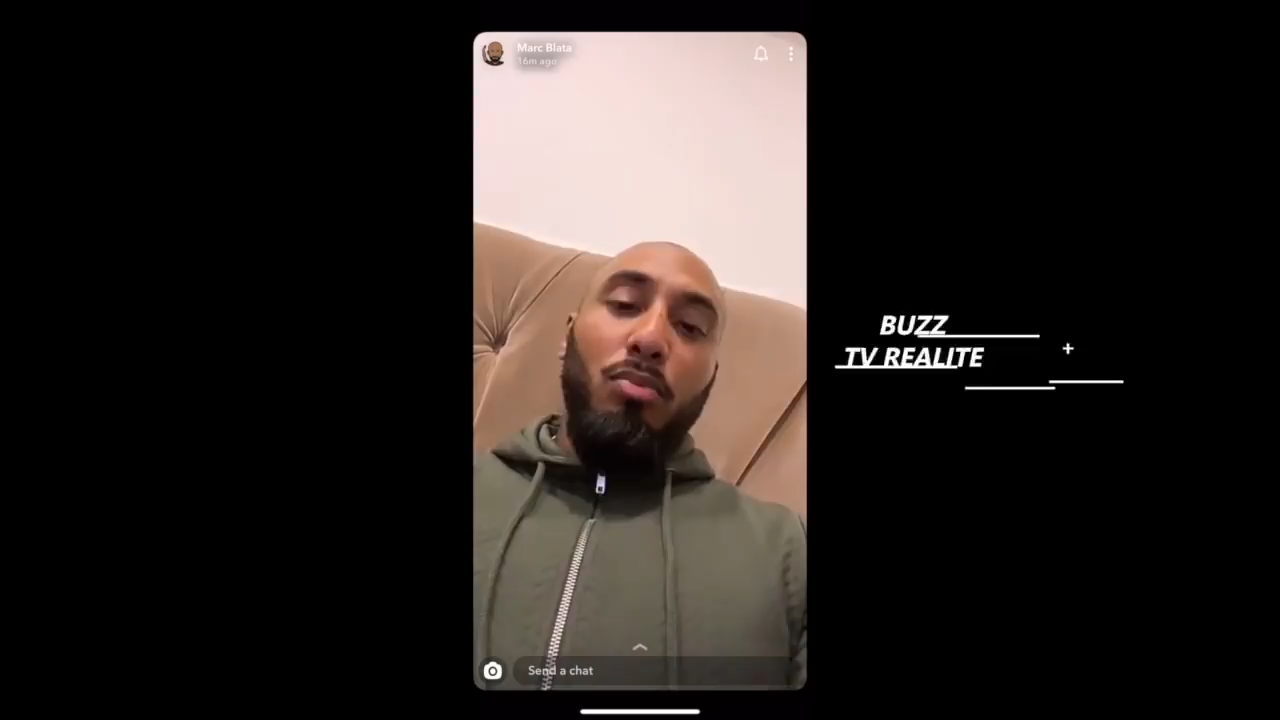 Marc Blata
16m ago
BUZZ
TV REALITE
Send a chat